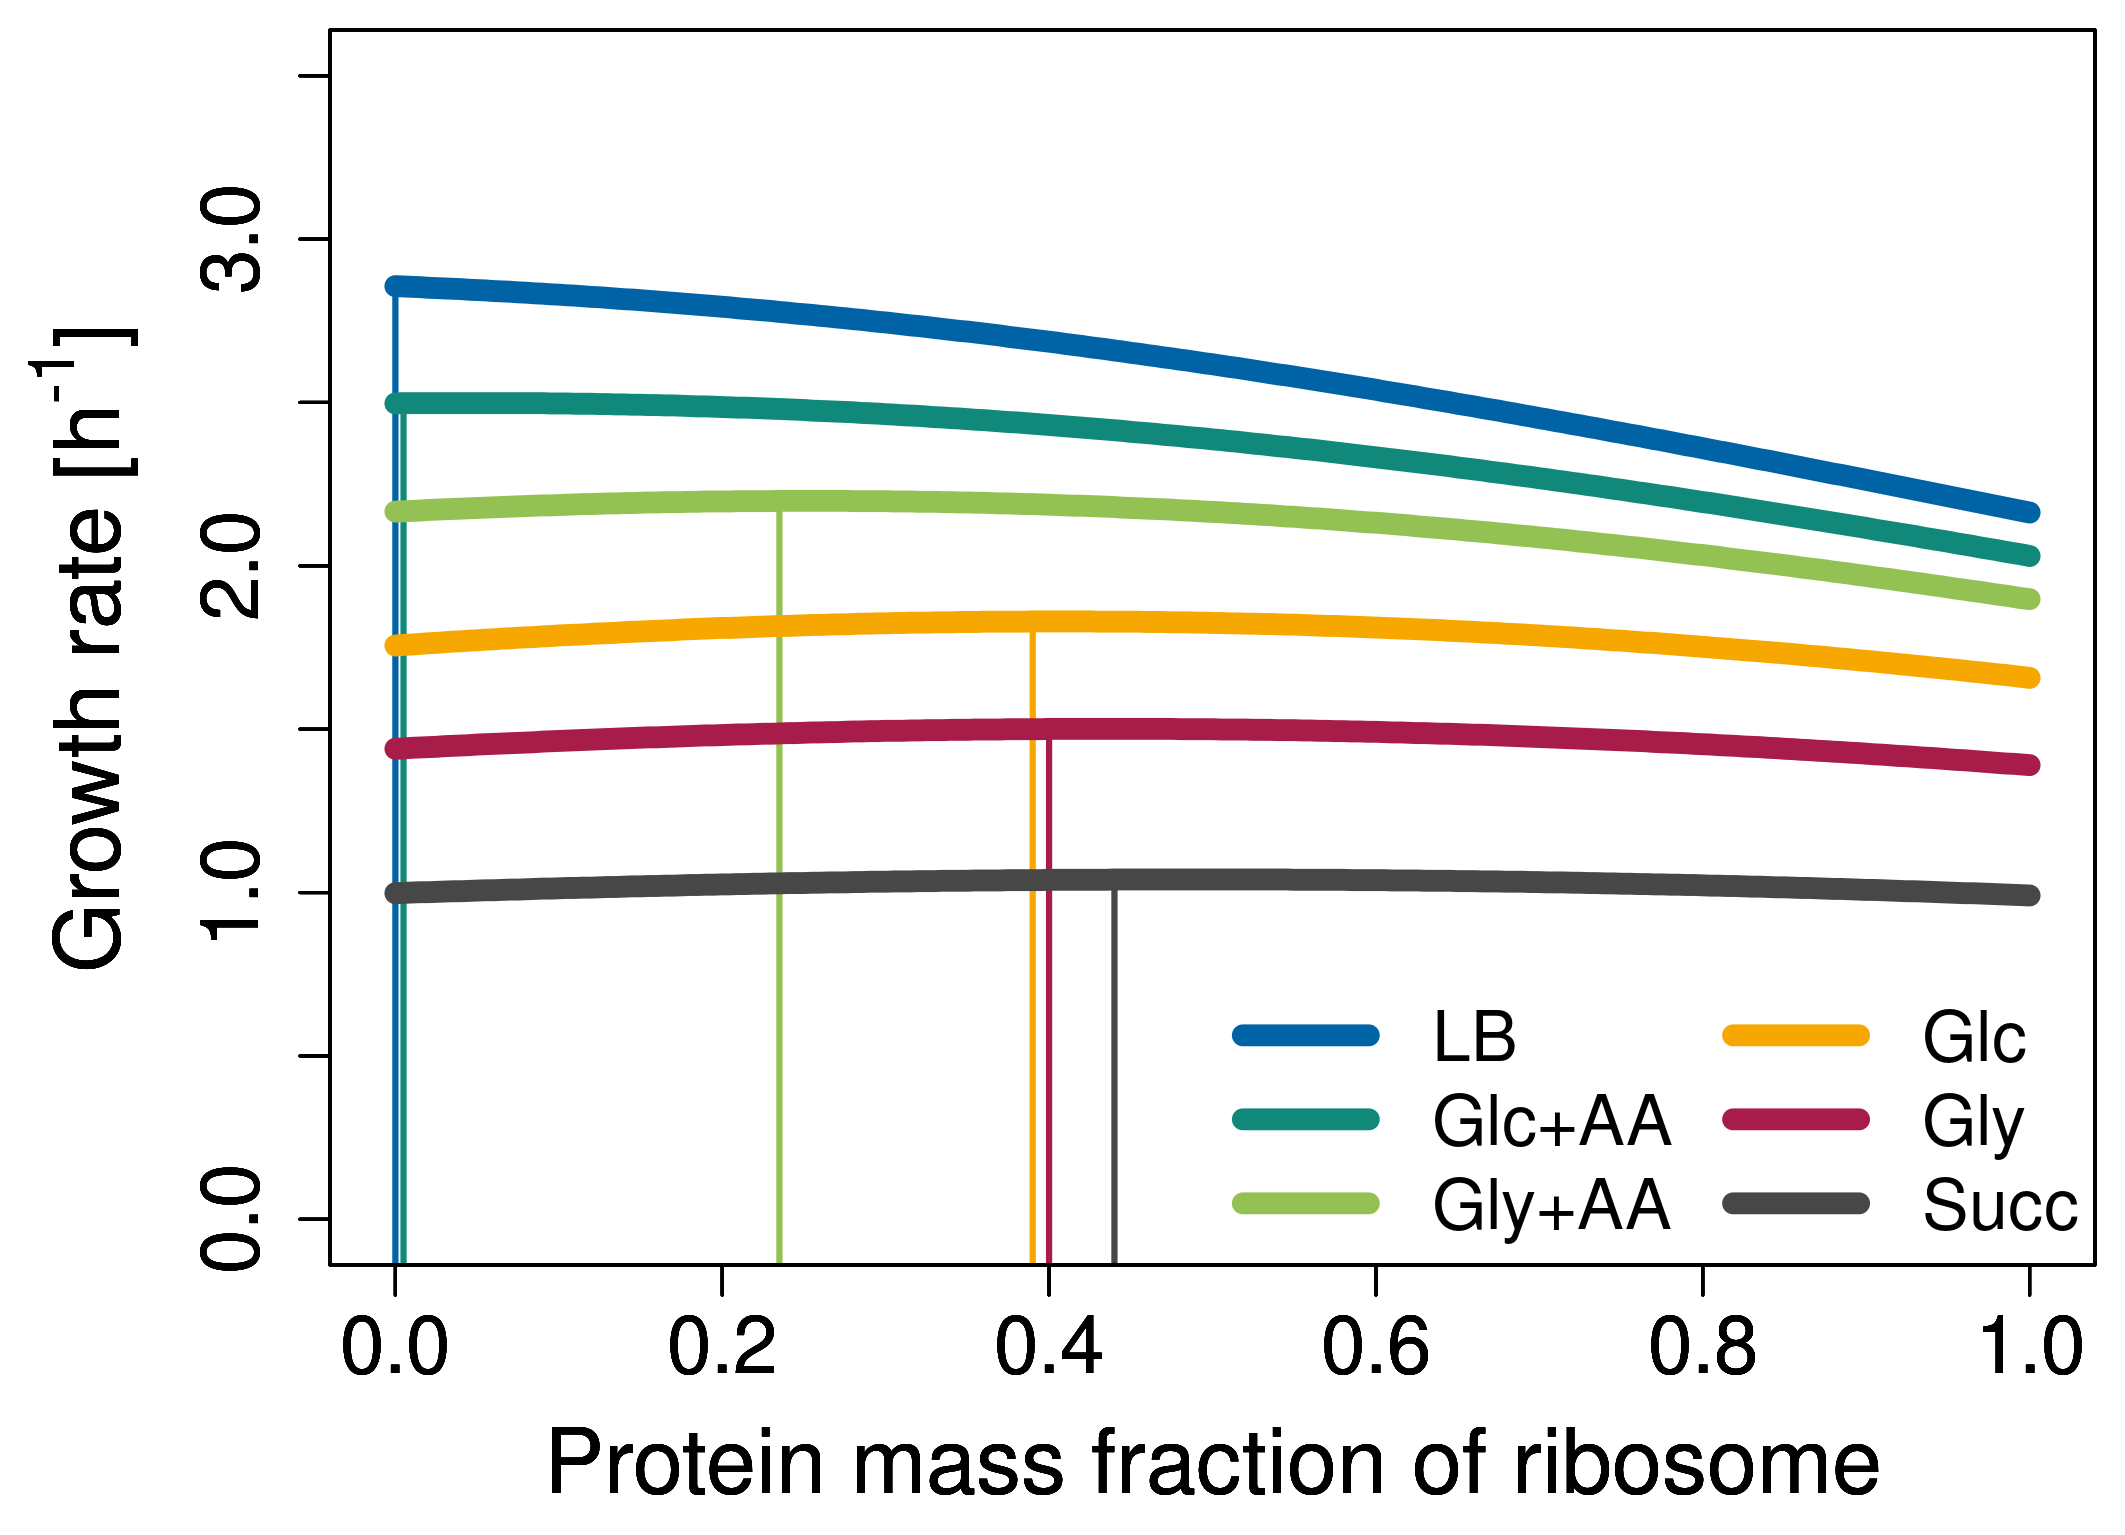 Growth rate [h-1]
3.0
2.0
1.0
0.0
LB
Glc
Glc+AA
Gly
Gly+AA
Succ
0.0 0.2 0.4 0.6 0.8 1.0
Protein mass fraction of ribosome